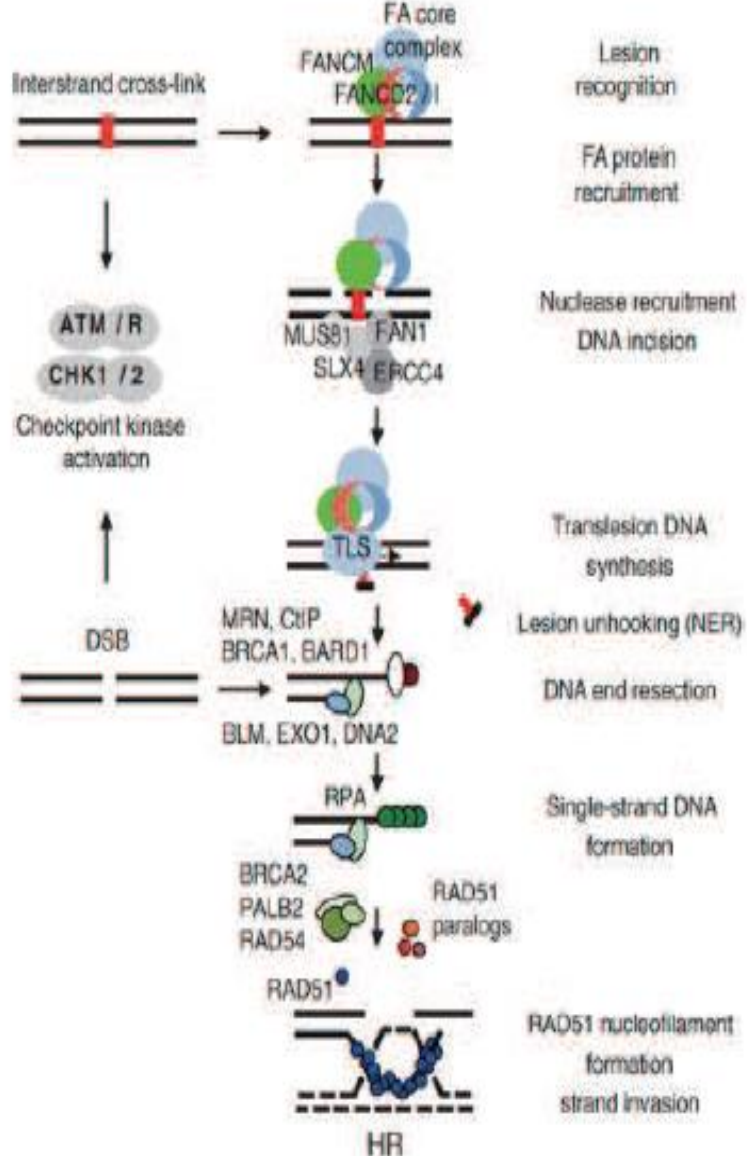 FA core
complex
FANCM
FANCD2 / I
Interstrand cross-link
Lesion
recognition
FA protein
recruitment
ATM / R
CHK1 / 2
Checkpoint kinase
activation
MUS81
FAN1
SLX4
ERCC4
Nuclease recruitment
DNA incision
TLS
Translesion DNA
synthesis
Lesion unhooking (NER)
DSB
MRN, CtIP
BRCA1, BARD1
BLM, EXO1, DNA2
DNA end resection
RPA
Single-strand DNA
formation
BRCA2
PALB2
RAD54
RAD51
paralogs
RAD51
RAD51 nucleofilament
formation
strand invasion
HR